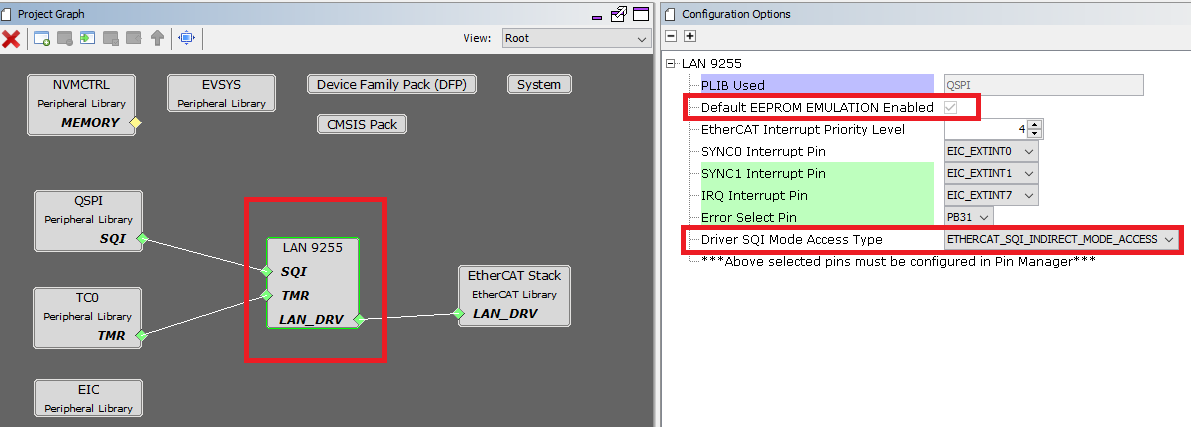 Project Graph
View:
Root
NVMCTRL
Peripheral Library
MEMORY
EVSYS
Peripheral Library
Device Family Pack (DFP)
System
CMSIS Pack
QSPI
Peripheral Library
SQI
TC0
Peripheral Library
TMR
EIC
Peripheral Library
LAN 9255
SQI
TMR
LAN_DRV
EtherCAT Stack
EtherCAT Library
LAN_DRV
Configuration Options
LAN 9255
PLIB Used QSPI
Default EEPROM EMULATION Enabled
EtherCAT Interrupt Priority Level 4
SYNC0 Interrupt Pin EIC_EXTINT0
SYNC1 Interrupt Pin EIC_EXTINT1
IRQ Interrupt Pin EIC_EXTINT7
Error Select Pin PB31
Driver SQI Mode Access Type ETHERCAT_SQI_INDIRECT_MODE_ACCESS
***Above selected pins must be configured in Pin Manager***